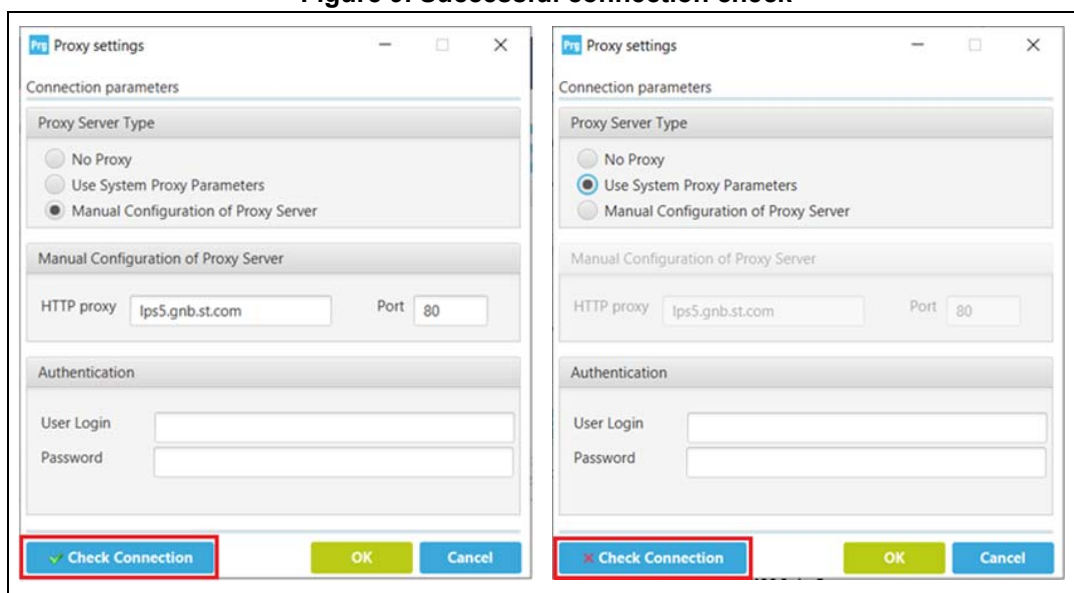 Figure 6. Successful connection check
Prg Proxy settings
Connection parameters
Proxy Server Type
No Proxy
Use System Proxy Parameters
Manual Configuration of Proxy Server
Manual Configuration of Proxy Server
HTTP proxy lps5.gnb.st.com Port 80
Authentication
User Login
Password
Check Connection OK Cancel
Prg Proxy settings
Connection parameters
Proxy Server Type
No Proxy
Use System Proxy Parameters
Manual Configuration of Proxy Server
Manual Configuration of Proxy Server
HTTP proxy lps5.gnb.st.com Port 80
Authentication
User Login
Password
Check Connection OK Cancel